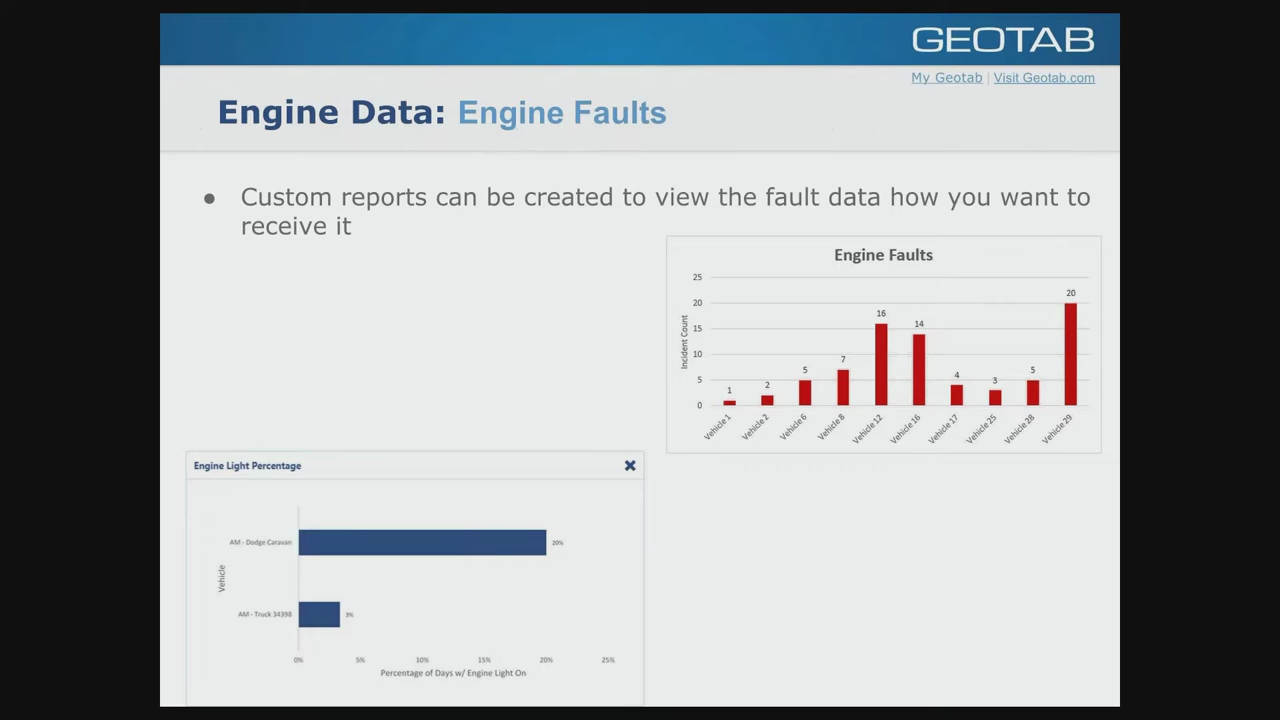 GEOTAB
My Geotab | Visit Geotab.com
Engine Data: Engine Faults
● Custom reports can be created to view the fault data how you want to
receive it
Engine Faults
Incident Count
25
20
15
10
5
0
1
2
5
7
16
14
4
3
5
20
Vehicle 1
Vehicle 2
Vehicle 6
Vehicle 8
Vehicle 12
Vehicle 16
Vehicle 17
Vehicle 25
Vehicle 28
Vehicle 29
Engine Light Percentage
Vehicle
AM - Dodge Caravan 20%
AM - Truck 34398 3%
0% 5% 10% 15% 20% 25%
Percentage of Days w/ Engine Light On